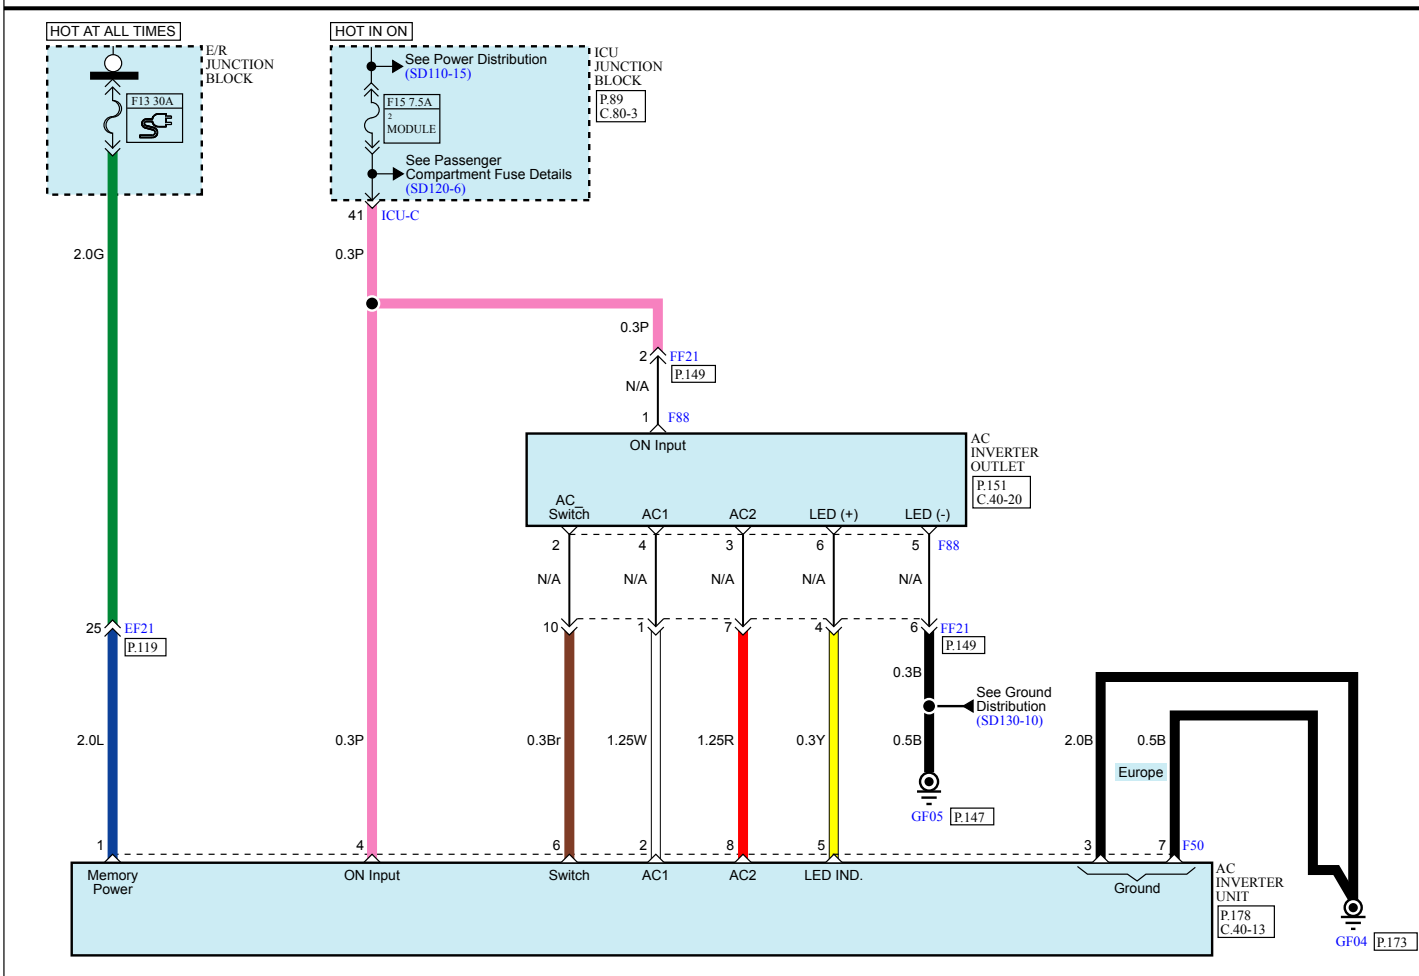 HOT AT ALL TIMES
HOT IN ON
E/R
JUNCTION
BLOCK
F13 30A
See Power Distribution
(SD110-15)
F15 7.5A
2
MODULE
See Passenger
Compartment Fuse Details
(SD120-6)
ICU
JUNCTION
BLOCK
P.89
C.80-3
41
ICU-C
2.0G
0.3P
0.3P
2
FF21
P.149
N/A
1
F88
ON Input
AC_
Switch
AC1
AC2
LED (+)
LED (-)
AC
INVERTER
OUTLET
P.151
C.40-20
2
4
3
6
5
F88
N/A
N/A
N/A
N/A
N/A
25
EF21
P.119
10
1
7
4
6
FF21
P.149
0.3B
See Ground
Distribution
(SD130-10)
2.0L
0.3P
0.3Br
1.25W
1.25R
0.3Y
0.5B
2.0B
0.5B
Europe
GF05
P.147
1
4
6
2
8
5
3
7
F50
Memory
Power
ON Input
Switch
AC1
AC2
LED IND.
Ground
AC
INVERTER
UNIT
P.178
C.40-13
GF04
P.173